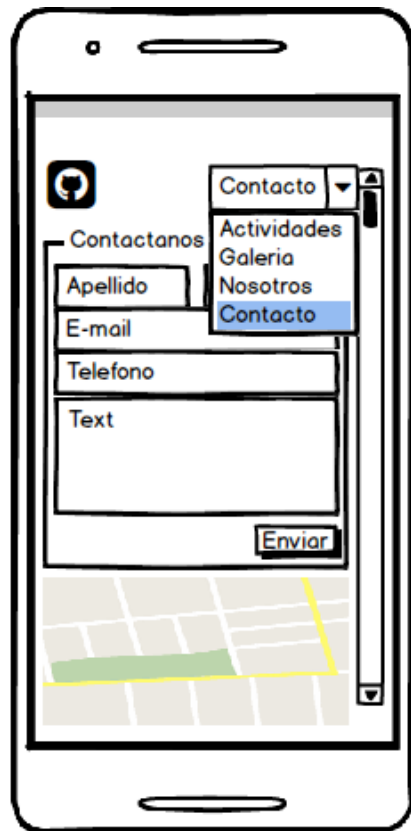 Contacto
Actividades
Galeria
Nosotros
Contacto
Contactanos
Apellido
E-mail
Telefono
Text
Enviar